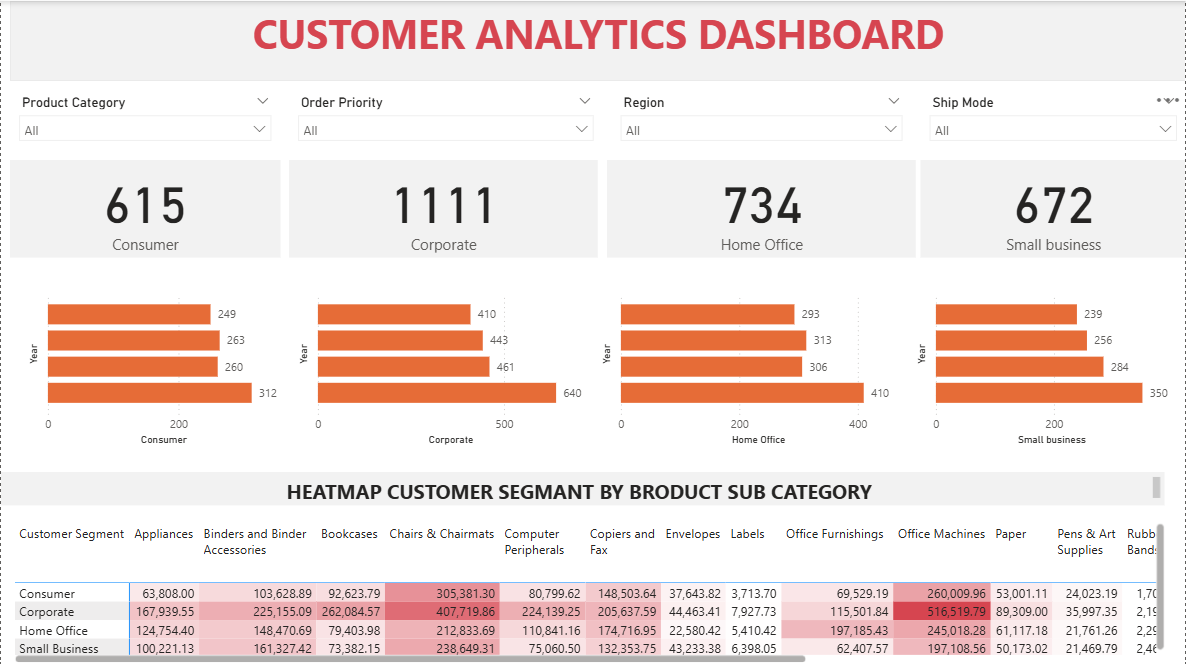 CUSTOMER ANALYTICS DASHBOARD
Product Category Order Priority Region Ship Mode
All All All All
615 1111 734 672
Consumer Corporate Home Office Small business
Year
249
263
260
312
0 200
Consumer
Year
410
443
461
640
0 500
Corporate
Year
293
313
306
410
0 200 400
Home Office
Year
239
256
284
350
0 200
Small business
HEATMAP CUSTOMER SEGMANT BY BRODUCT SUB CATEGORY
Customer Segment Appliances Binders and Binder Bookcases Chairs & Chairmats Computer Copiers and Envelopes Labels Office Furnishings Office Machines Paper Pens & Art Rubb
Accessories Peripherals Fax Supplies Bands
Consumer 63,808.00 103,628.89 92,623.79 305,381.30 80,799.62 148,503.64 37,643.82 3,713.70 69,529.19 260,009.96 53,001.11 24,023.19 1,70
Corporate 167,939.55 225,155.09 262,084.57 407,719.86 224,139.25 205,637.59 44,463.41 7,927.73 115,501.84 516,519.79 89,309.00 35,997.35 2,19
Home Office 124,754.40 148,470.69 79,403.98 212,833.69 110,841.16 174,716.95 22,580.42 5,410.42 197,185.43 245,018.28 61,117.18 21,761.26 2,29
Small Business 100,221.13 161,327.42 73,382.15 238,649.31 75,060.50 132,353.75 43,233.38 6,398.05 62,407.57 197,108.56 50,173.02 21,469.79 2,46